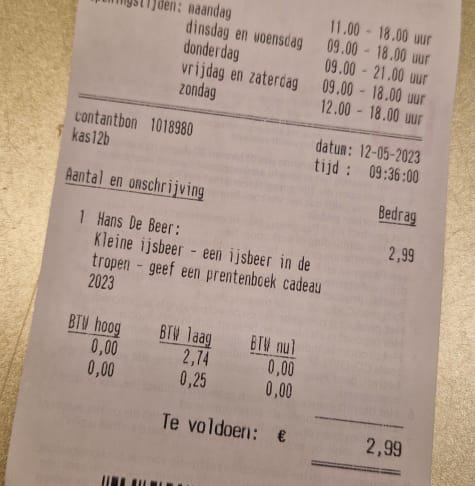 Openingstijden: maandag 11.00 - 18.00 uur
dinsdag en woensdag 09.00 - 18.00 uur
donderdag 09.00 - 21.00 uur
vrijdag en zaterdag 09.00 - 18.00 uur
zondag 12.00 - 18.00 uur
contantbon 1018980 datum: 12-05-2023
kas12b tijd : 09:36:00
Aantal en omschrijving Bedrag
1 Hans De Beer: 2,99
Kleine ijsbeer - een ijsbeer in de
tropen - geef een prentenboek cadeau
2023
BTW hoog BTW laag BTW nul
0,00 2,74 0,00
0,00 0,25 0,00
Te voldoen: € 2,99